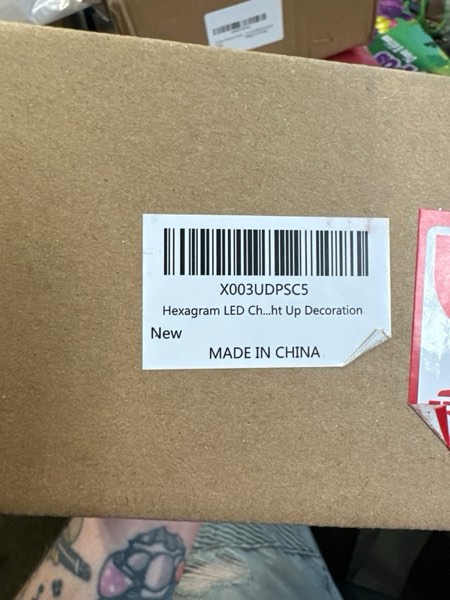 X003UDPSC5
Hexagram LED Ch...ht Up Decoration
New
MADE IN CHINA